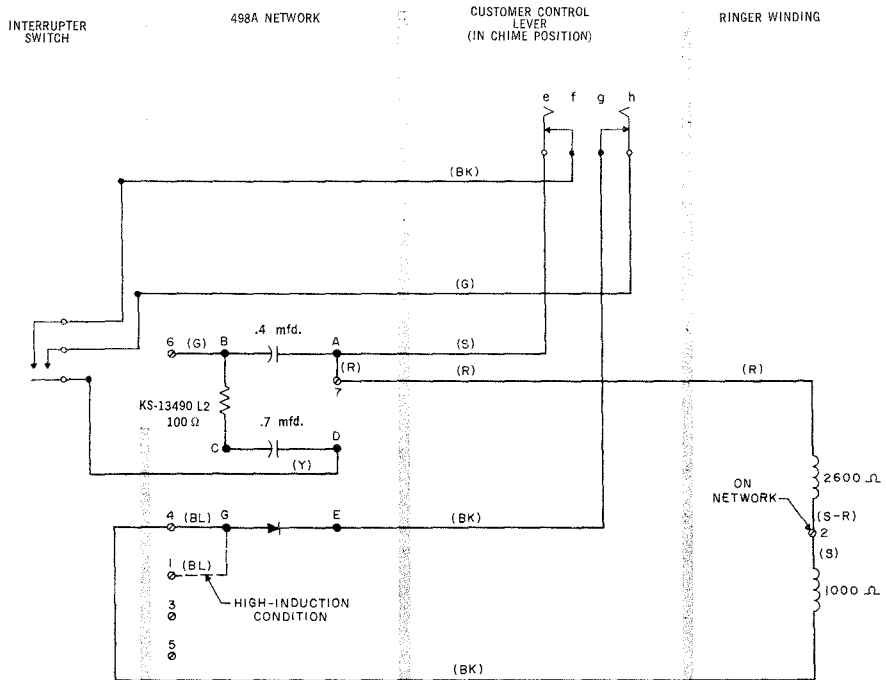 INTERRUPTER
SWITCH
498A NETWORK
CUSTOMER CONTROL
LEVER
(IN CHIME POSITION)
RINGER WINDING
e f g h
(BK)
(G)
.4 mfd.
6 (G) B A (S)
(R) (R) (R)
7
KS-13490 L2
100 Ω
.7 mfd.
C D
(Y)
2600 Ω
ON
NETWORK
(S-R)
2
(S)
4 (BL) G E (BK)
1 (BL)
1000 Ω
HIGH-INDUCTION
CONDITION
3
5
(BK)